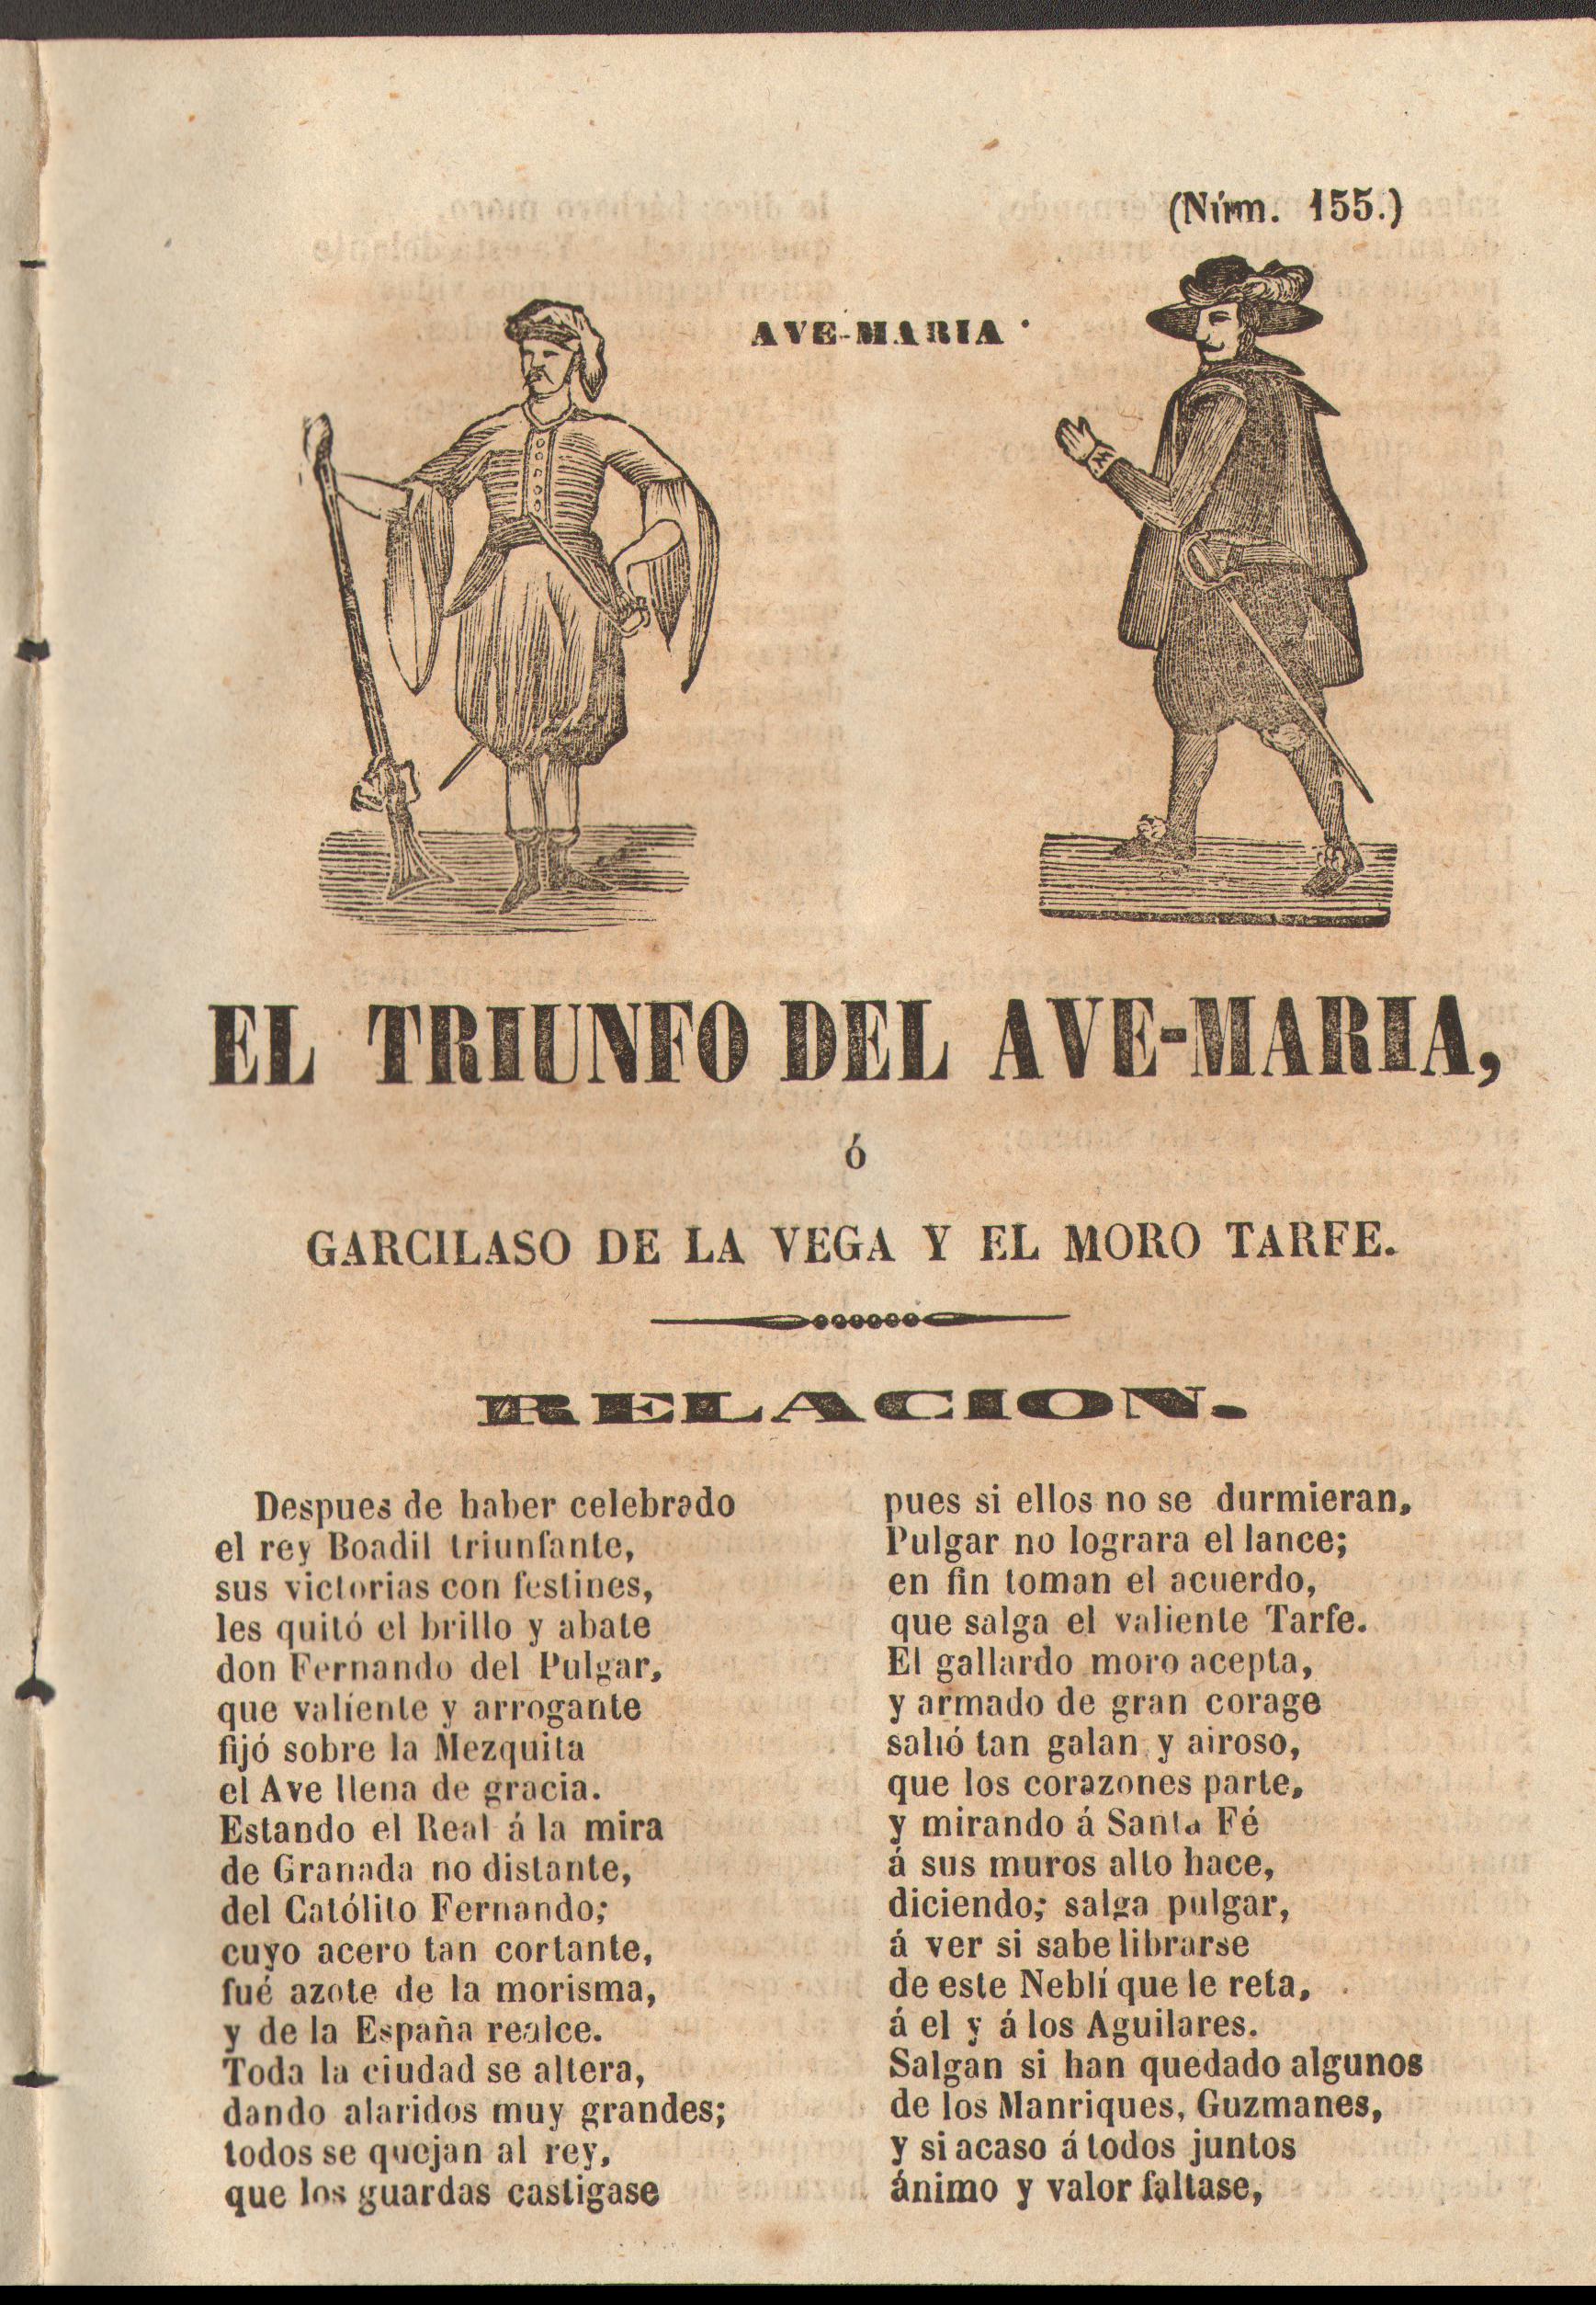 (Núm. 155.)
AVE-MARIA
EL TRIUNFO DEL AVE-MARIA,
ó
GARCILASO DE LA VEGA Y EL MORO TARFE.
RELACION.
Despues de haber celebrado
el rey Boadil triunfante,
sus victorias con festines,
les quitó el brillo y abate
don Fernando del Pulgar,
que valiente y arrogante
fijó sobre la Mezquita
el Ave llena de gracia.
Estando el Real á la mira
de Granada no distante,
del Catolito Fernando;
cuyo acero tan cortante,
fué azote de la morisma,
y de la España realce.
Toda la ciudad se altera,
dando alaridos muy grandes;
todos se quejan al rey,
que los guardas castigase
pues si ellos no se durmieran,
Pulgar no lograra el lance;
en fin toman el acuerdo,
que salga el valiente Tarfe.
El gallardo moro acepta,
y armado de gran corage
salió tan galan y airoso,
que los corazones parte,
y mirando á Santa Fé
á sus muros alto hace,
diciendo; salga pulgar,
á ver si sabe librarse
de este Neblí que le reta,
á el y á los Aguilares.
Salgan si han quedado algunos
de los Manriques, Guzmanes,
y si acaso á todos juntos
ánimo y valor faltase,